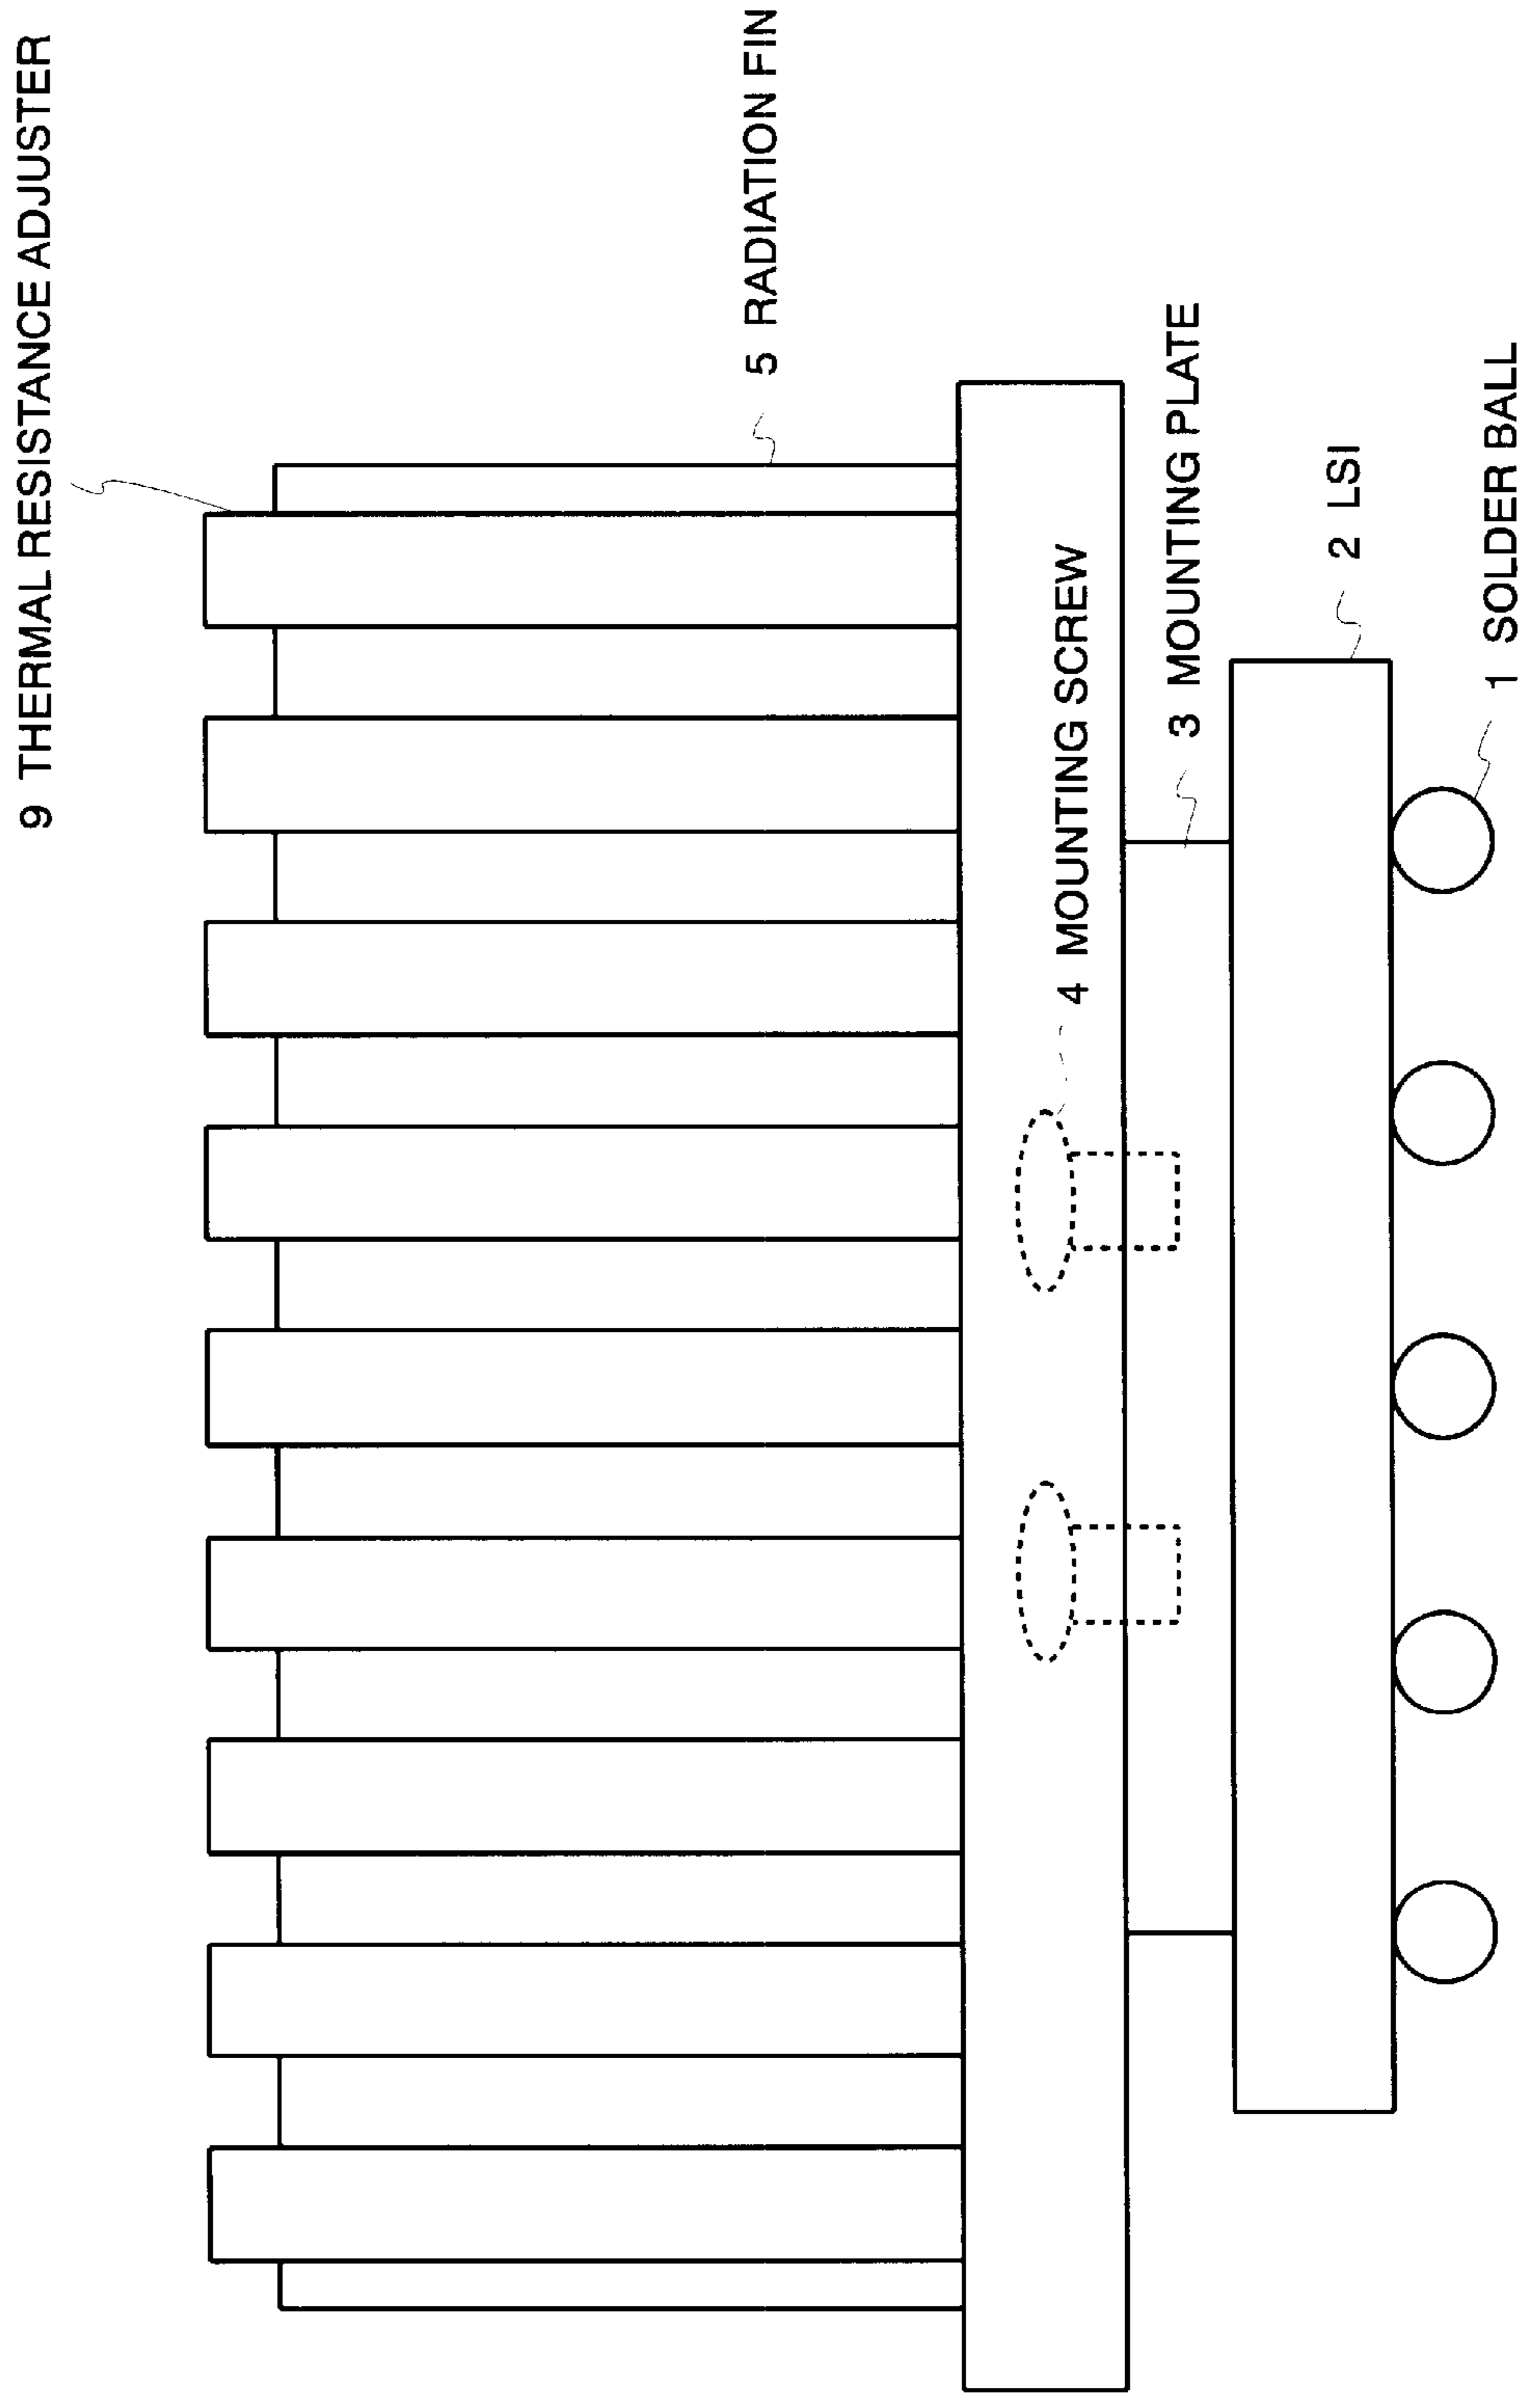 9 THERMAL RESISTANCE ADJUSTER
5 RADIATION FIN
4 MOUNTING SCREW
3 MOUNTING PLATE
2 LSI
1 SOLDER BALL